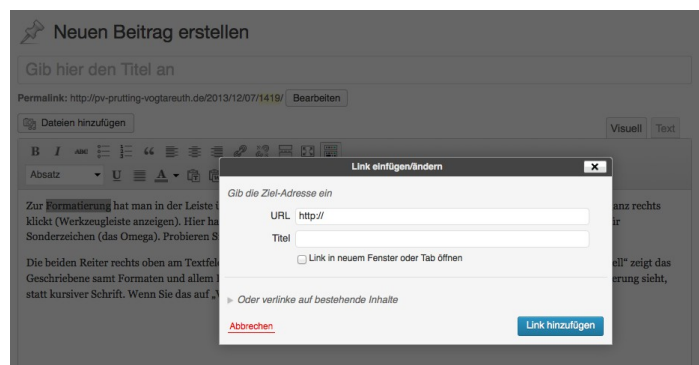 Neuen Beitrag erstellen
Gib hier den Titel an
Permalink: http://pv-prutting-vogtareuth.de/2013/12/07/1419/ Bearbeiten
Dateien hinzufügen
Visuell Text
B I ABC
Link einfügen/ändern
Absatz U A
Gib die Ziel-Adresse ein
Zur Formatierung hat man in der Leiste ü anz rechts
URL http://
klickt (Werkzeugleiste anzeigen). Hier ha ir
Sonderzeichen (das Omega). Probieren S
Titel
Link in neuem Fenster oder Tab öffnen
Die beiden Reiter rechts oben am Textfel ell“ zeigt das
Geschriebene samt Formaten und allem erung sieht,
statt kursiver Schrift. Wenn Sie das auf „V
Oder verlinke auf bestehende Inhalte
Abbrechen Link hinzufügen